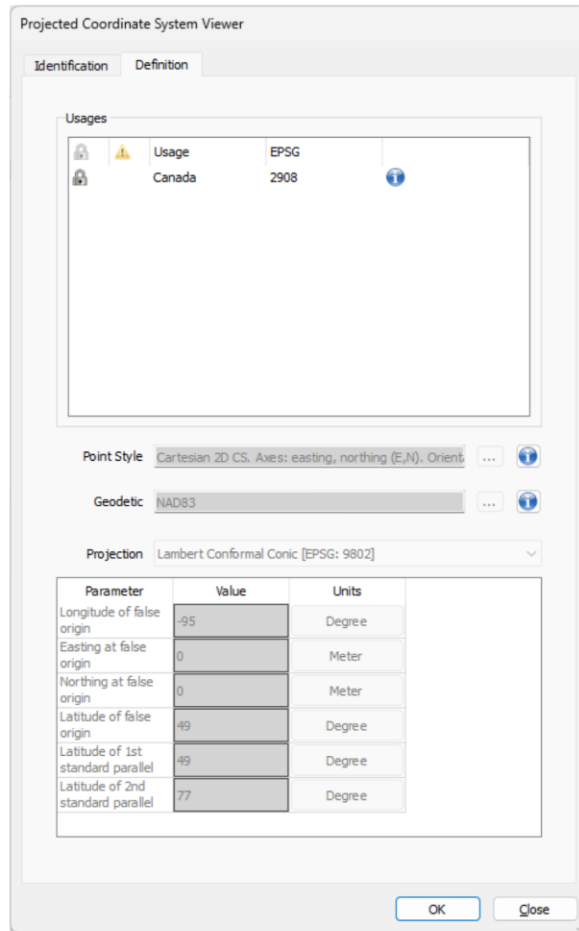 Projected Coordinate System Viewer
Identification Definition
Usages
Usage EPSG
Canada 2908
Point Style Cartesian 2D CS. Axes: easting, northing (E,N). Orient
...
Geodetic NAD83 ...
Projection Lambert Conformal Conic [EPSG: 9802]
Parameter Value Units
Longitude of false
origin
-95 Degree
Easting at false
origin
0 Meter
Northing at false
origin
0 Meter
Latitude of false
origin
49 Degree
Latitude of 1st
standard parallel
49 Degree
Latitude of 2nd
standard parallel
77 Degree
OK Close